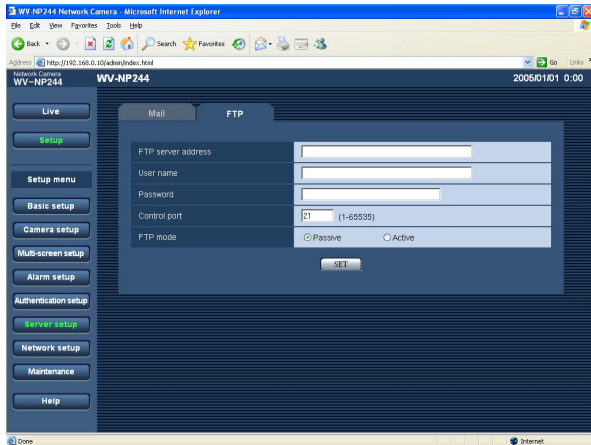 WV-NP244 Network Camera - Microsoft Internet Explorer
File Edit View Favorites Tools Help
Back Search Favorites
Address http://192.168.0.10/admin/index.html Go Links
Network Camera
WV-NP244
WV-NP244
2005/01/01 0:00
Live
Setup
Setup menu
Basic setup
Camera setup
Multi-screen setup
Alarm setup
Authentication setup
Server setup
Network setup
Maintenance
Help
Mail FTP
FTP server address
User name
Password
Control port 21 (1-65535)
FTP mode Passive Active
SET
Done Internet